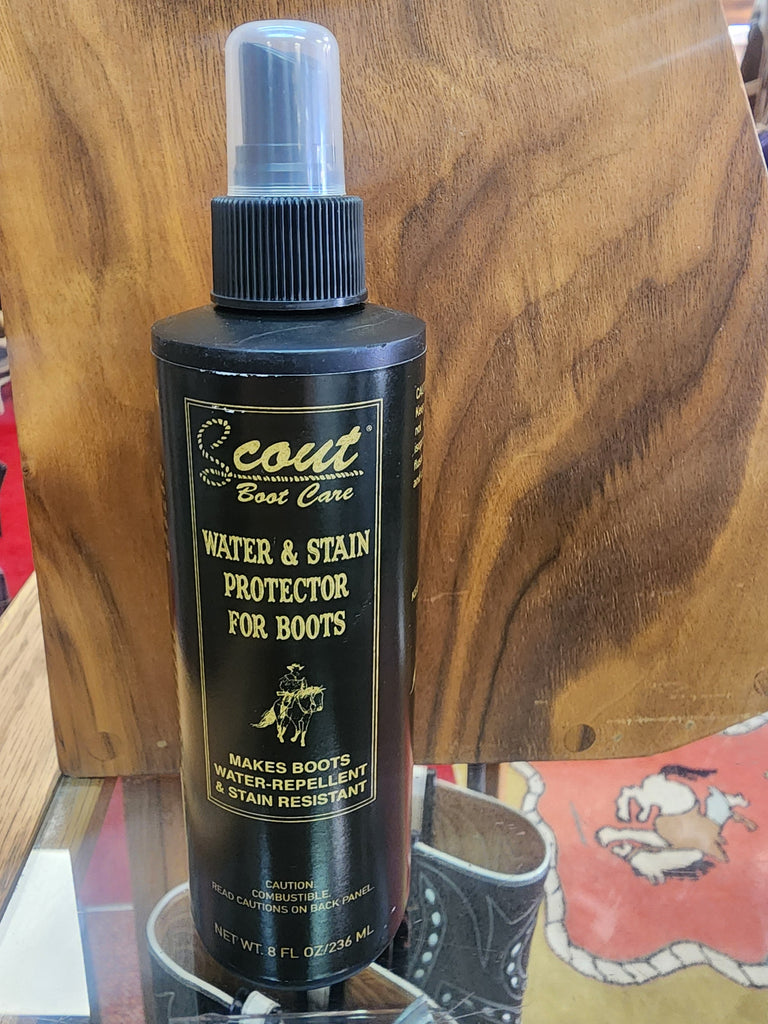 Scout®
Boot Care
WATER & STAIN
PROTECTOR
FOR BOOTS
MAKES BOOTS
WATER-REPELLENT
& STAIN RESISTANT
CAUTION:
COMBUSTIBLE.
READ CAUTIONS ON BACK PANEL.
NET WT. 8 FL OZ/236 ML